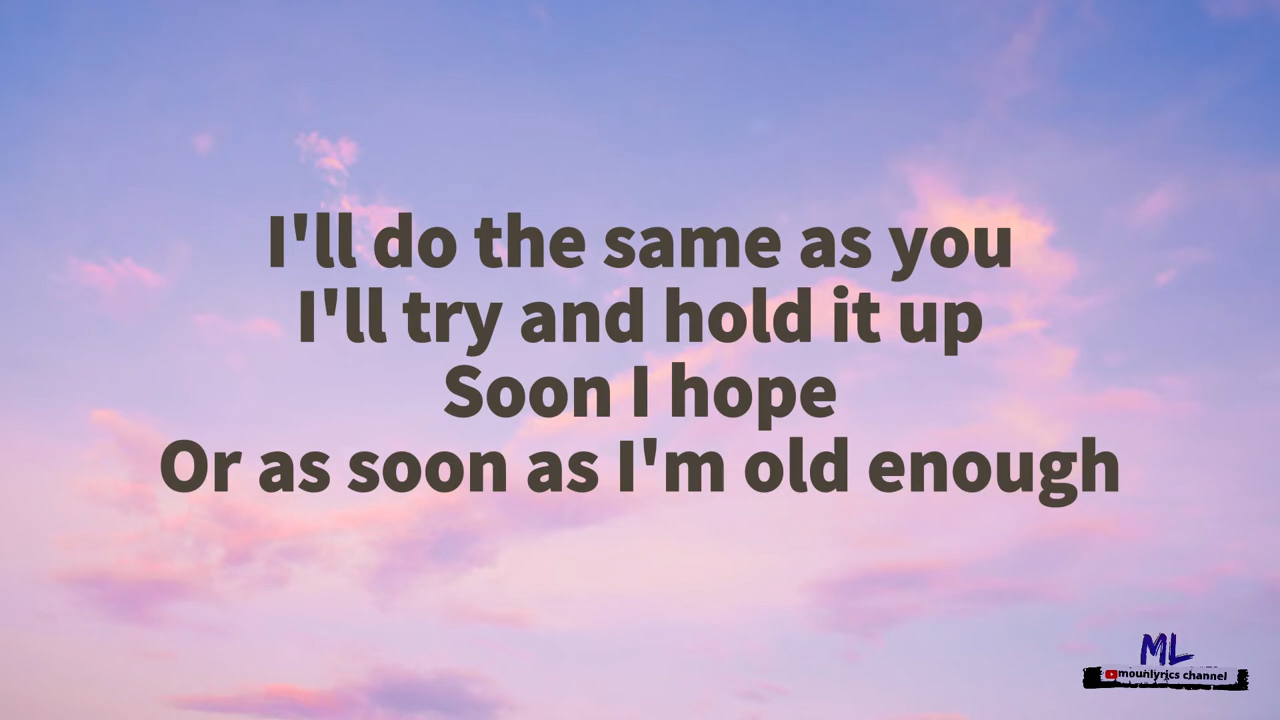 I'll do the same as you
I'll try and hold it up
Soon I hope
Or as soon as I'm old enough
ML
mounlyrics channel